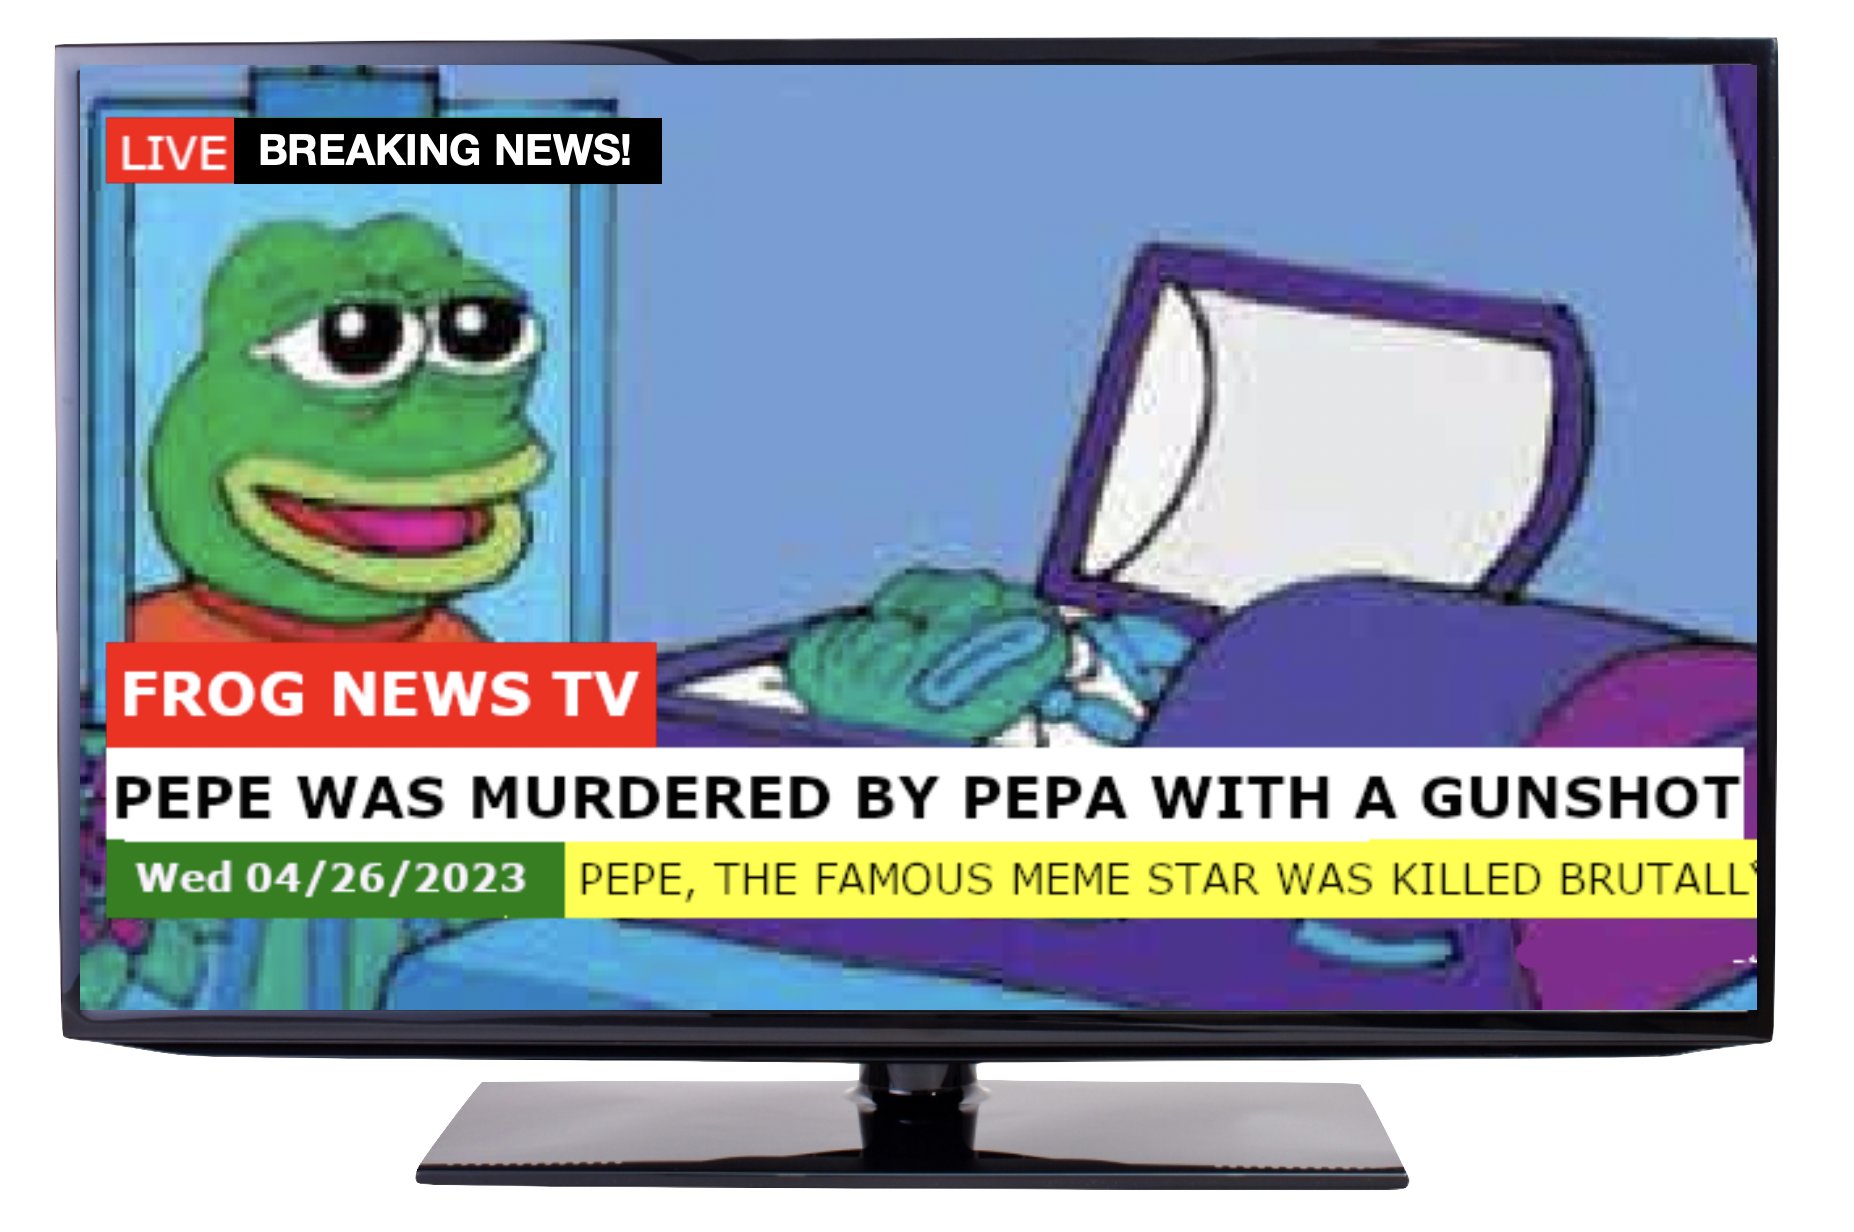 LIVE BREAKING NEWS!
FROG NEWS TV
PEPE WAS MURDERED BY PEPA WITH A GUNSHOT
Wed 04/26/2023 PEPE, THE FAMOUS MEME STAR WAS KILLED BRUTALLY